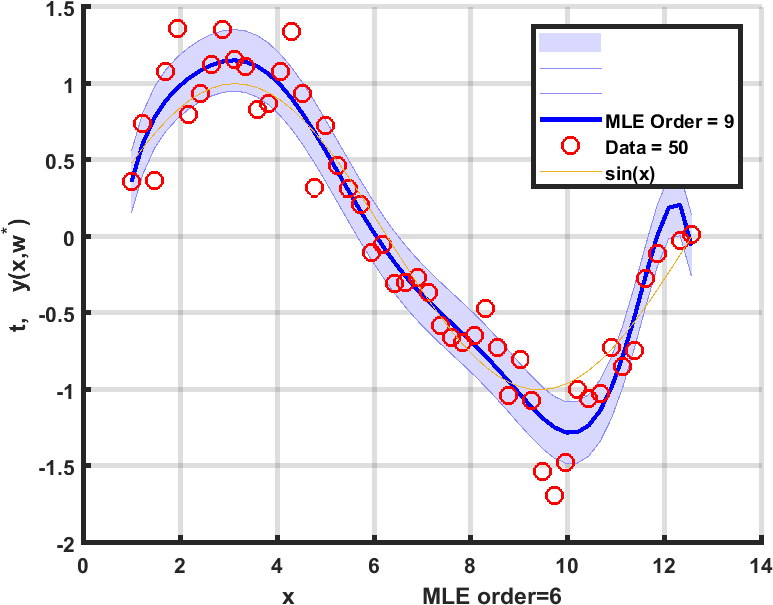 1.5
1
0.5
0
-0.5
-1
-1.5
-2
t, y(x,w*)
MLE Order = 9
Data = 50
sin(x)
0 2 4 6 8 10 12 14
x MLE order=6